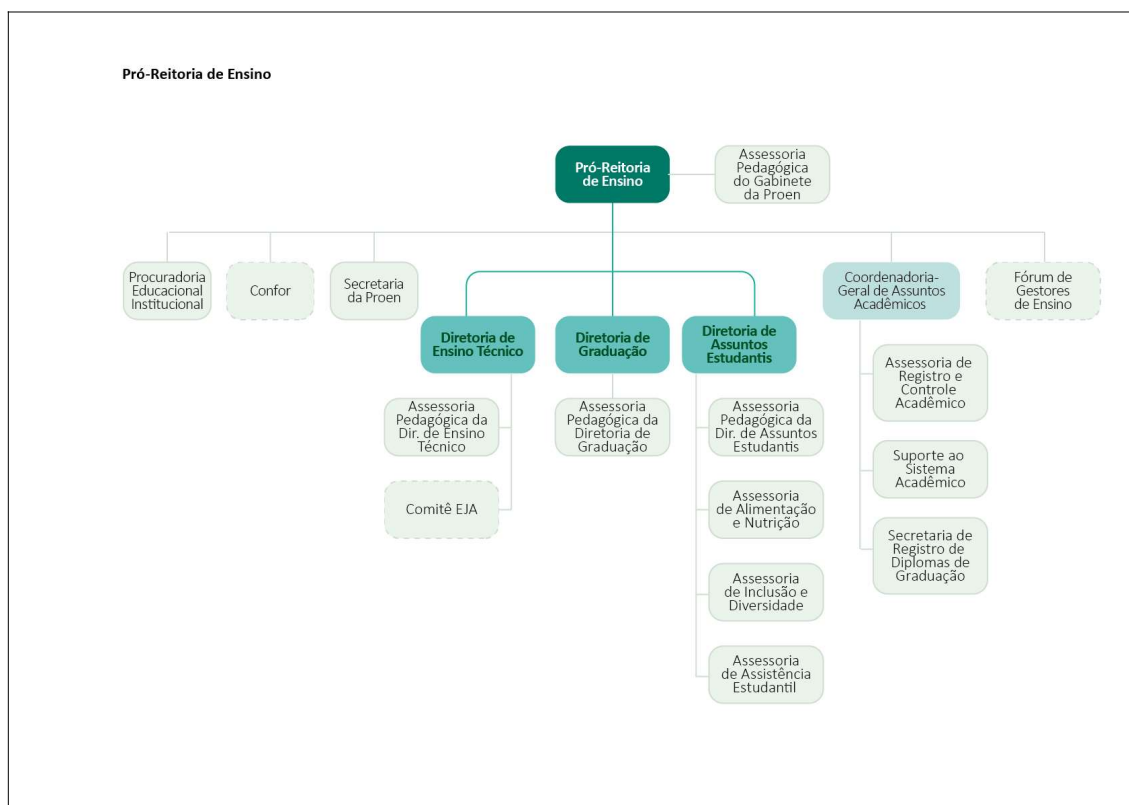 Pró-Reitoria de Ensino
Pró-Reitoria
de Ensino
Assessoria
Pedagógica
do Gabinete
da Proen
Procuradoria
Educacional
Institucional
Confor
Secretaria
da Proen
Coordenadoria-
Geral de Assuntos
Acadêmicos
Fórum de
Gestores
de Ensino
Diretoria de
Ensino Técnico
Diretoria de
Graduação
Diretoria de
Assuntos
Estudantis
Assessoria
Pedagógica da
Dir. de Ensino
Técnico
Comitê EJA
Assessoria
Pedagógica da
Diretoria de
Graduação
Assessoria
Pedagógica da
Dir. de Assuntos
Estudantis
Assessoria
de Alimentação
e Nutrição
Assessoria
de Inclusão e
Diversidade
Assessoria
de Assistência
Estudantil
Assessoria de
Registro e
Controle
Acadêmico
Suporte ao
Sistema
Acadêmico
Secretaria de
Registro de
Diplomas de
Graduação